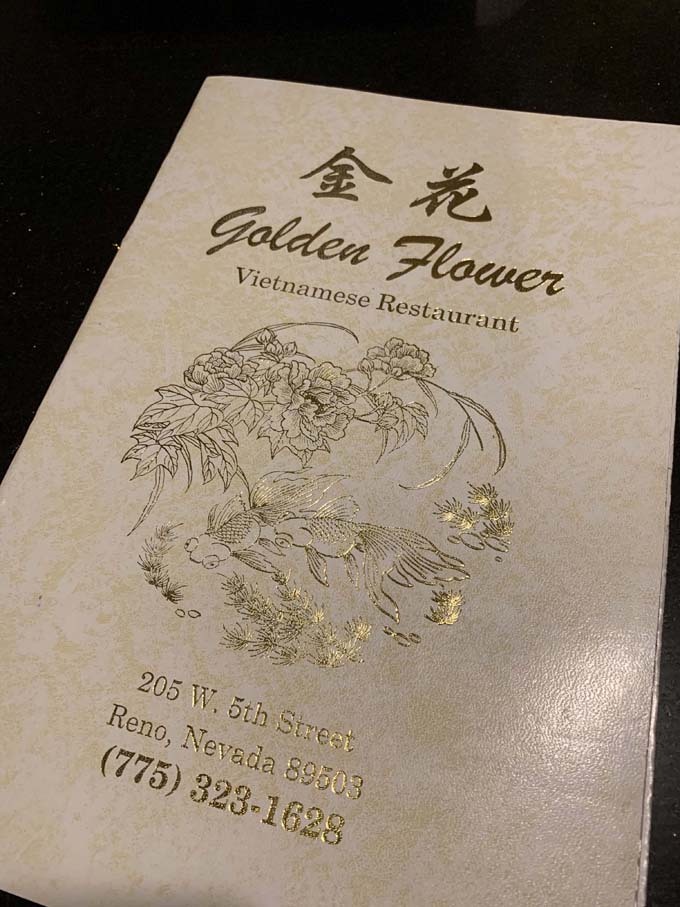 金花
Golden Flower
Vietnamese Restaurant
205 W. 5th Street
Reno, Nevada 89503
(775) 323-1628